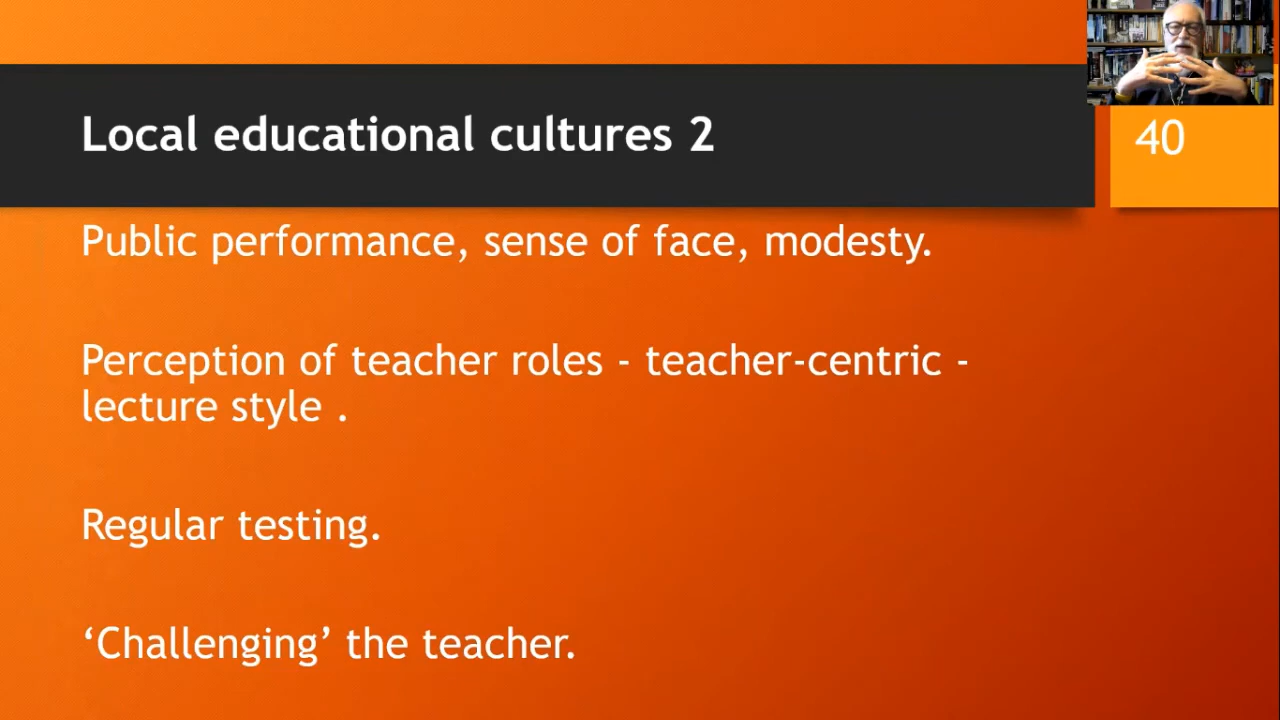 Local educational cultures 2
40
Public performance, sense of face, modesty.
Perception of teacher roles - teacher-centric -
lecture style .
Regular testing.
‘Challenging’ the teacher.